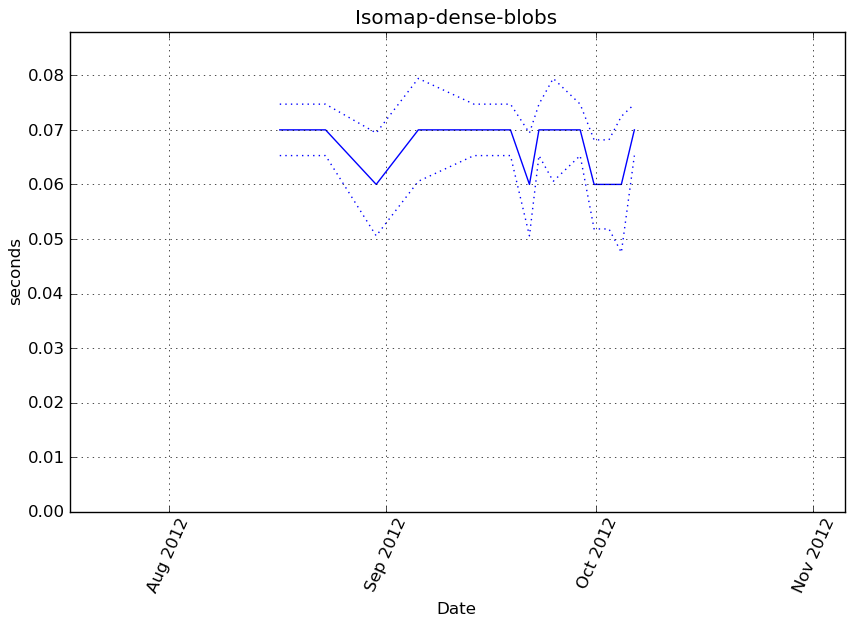 Isomap-dense-blobs
0.08
0.07
0.06
0.05
0.04
0.03
0.02
0.01
0.00
seconds
Aug 2012
Sep 2012
Oct 2012
Nov 2012
Date